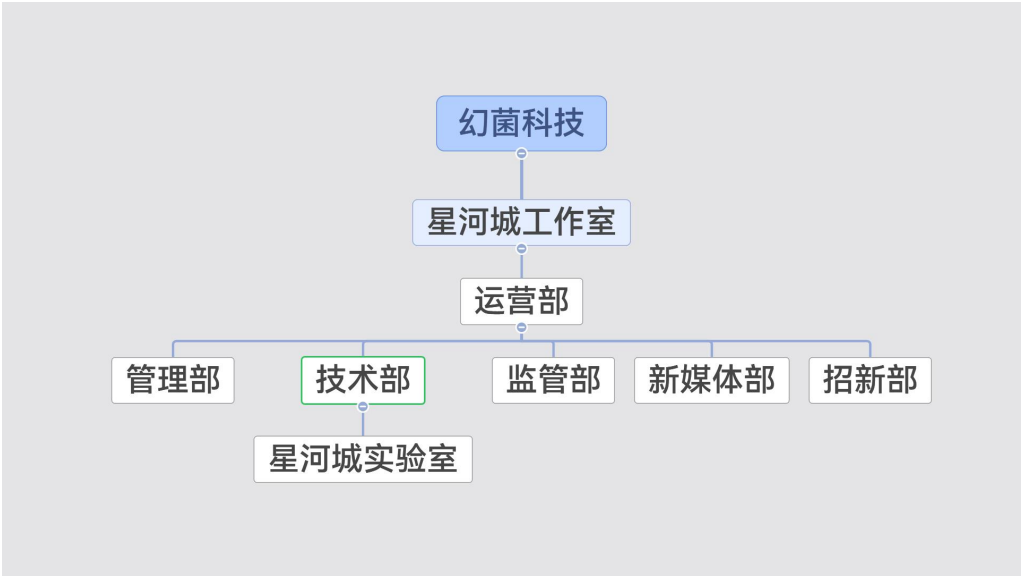 幻菌科技
星河城工作室
运营部
管理部
技术部
监管部
新媒体部
招新部
星河城实验室